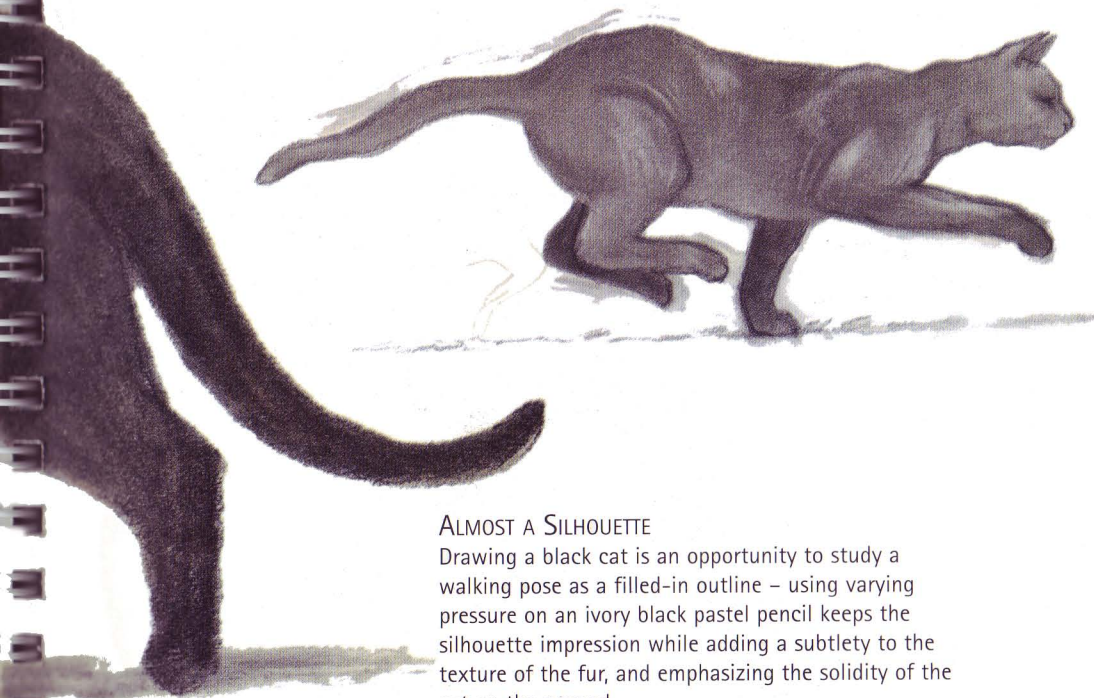 ALMOST A SILHOUETTE
Drawing a black cat is an opportunity to study a
walking pose as a filled-in outline – using varying
pressure on an ivory black pastel pencil keeps the
silhouette impression while adding a subtlety to the
texture of the fur, and emphasizing the solidity of the